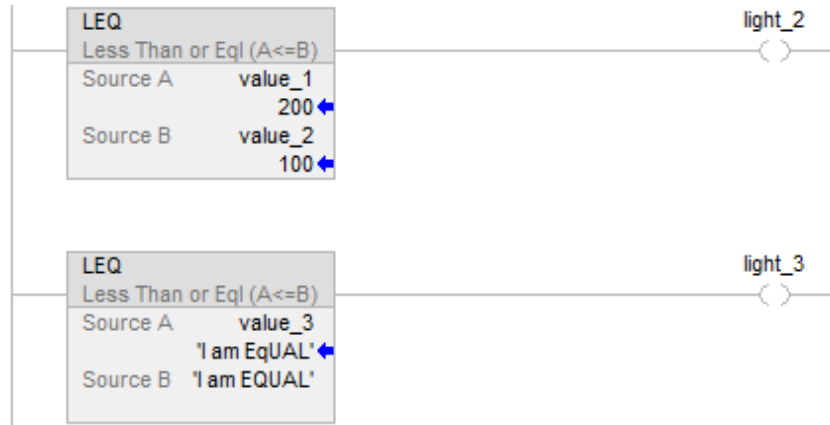 LEQ
light_2
Less Than or Eql (A<=B)
Source A value_1
200
Source B value_2
100
LEQ
light_3
Less Than or Eql (A<=B)
Source A value_3
'I am EqUAL'
Source B 'I am EQUAL'